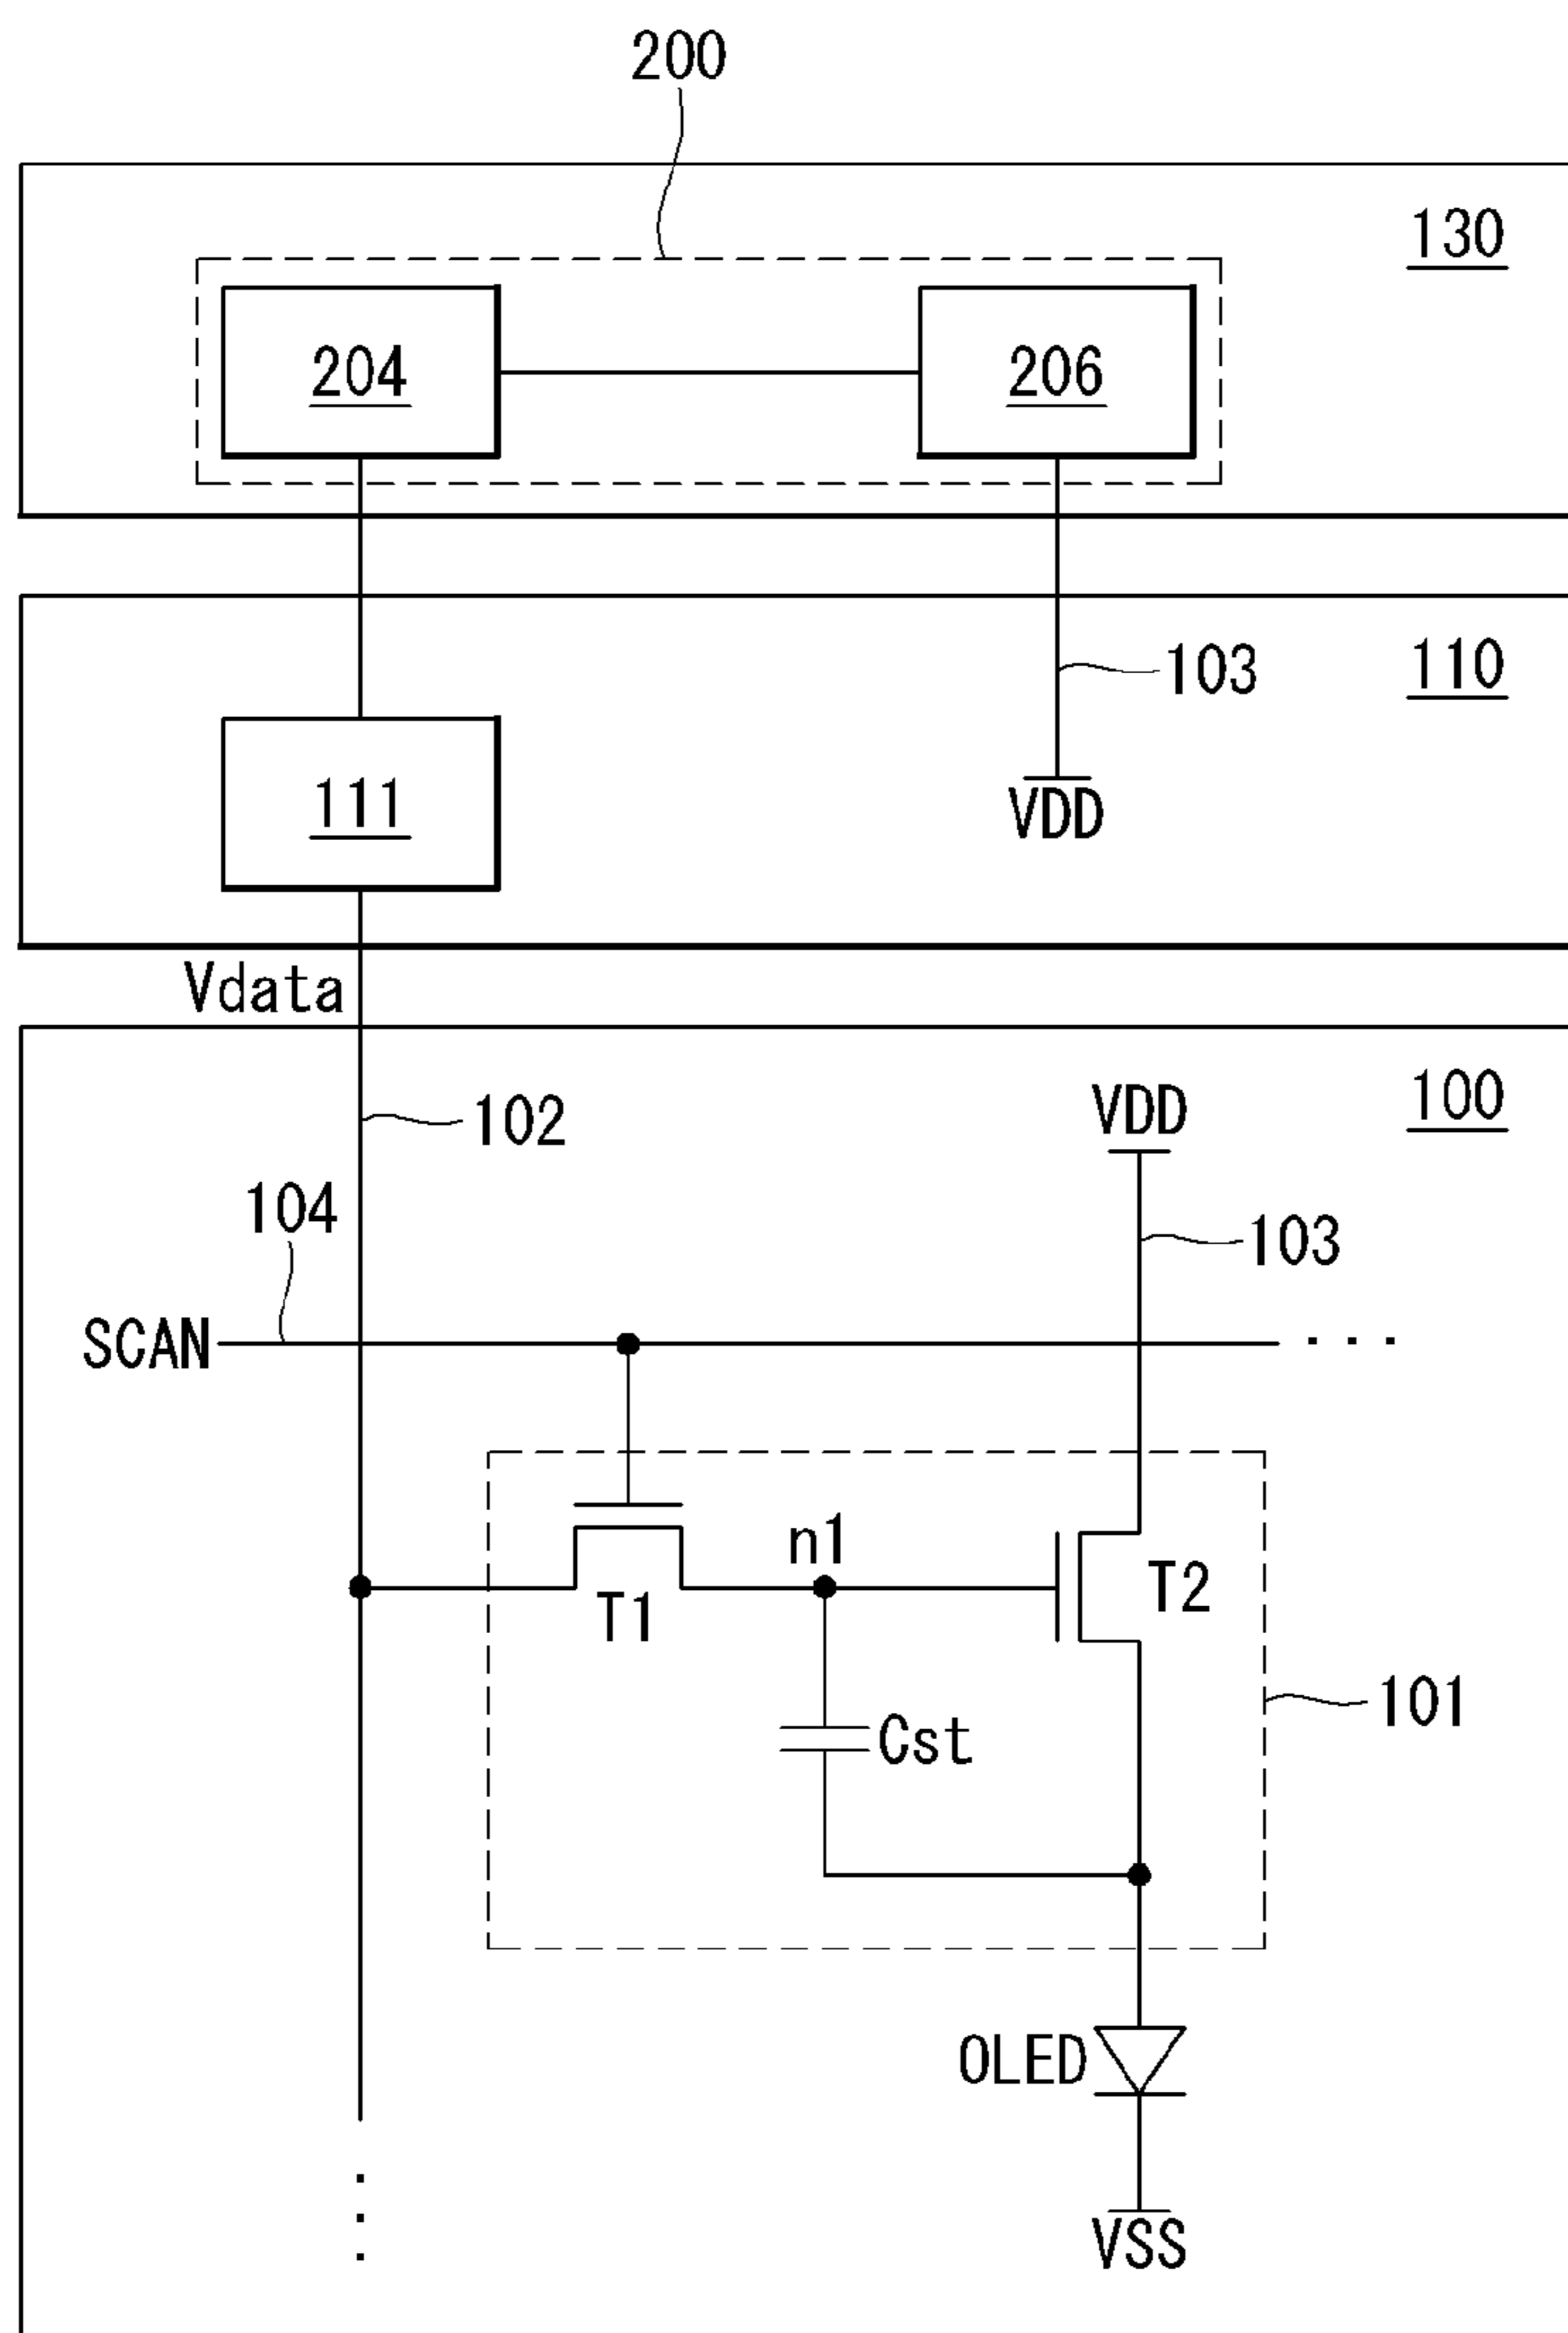 200
130
204
206
103
110
111
VDD
Vdata
100
VDD
102
104
103
SCAN
n1
T1
T2
101
Cst
OLED
VSS